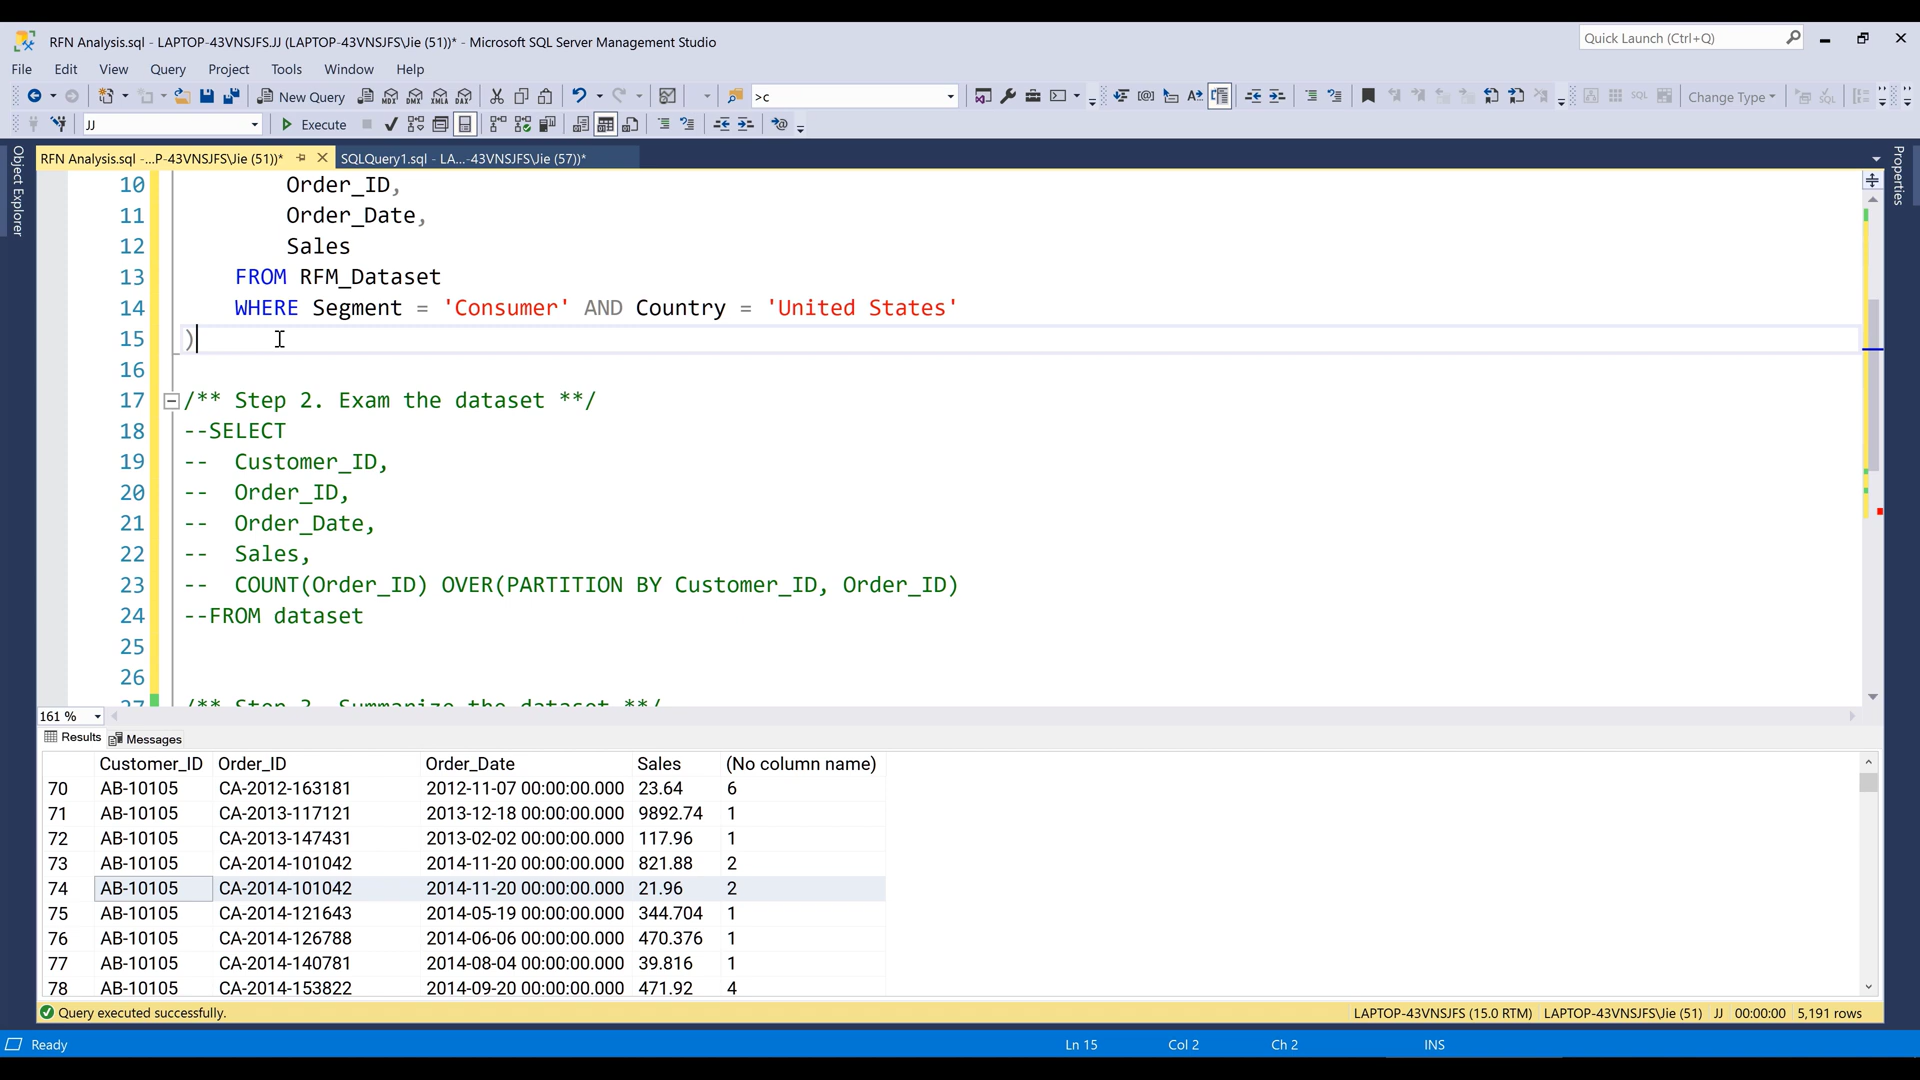 RFN Analysis.sql - LAPTOP-43VNSJFS.JJ (LAPTOP-43VNSJFS\Jie (51))* - Microsoft SQL Server Management Studio
Quick Launch (Ctrl+Q)
File Edit View Query Project Tools Window Help
New Query
MDX DMX XMLA DAX
>c
Change Type
JJ
Execute
RFN Analysis.sql -...P-43VNSJFS\Jie (51))*
SQLQuery1.sql - LA...-43VNSJFS\Jie (57))*
Object Explorer
Properties
10 Order_ID,
11 Order_Date,
12 Sales
13 FROM RFM_Dataset
14 WHERE Segment = 'Consumer' AND Country = 'United States'
15 )
16
17 /** Step 2. Exam the dataset **/
18 --SELECT
19 -- Customer_ID,
20 -- Order_ID,
21 -- Order_Date,
22 -- Sales,
23 -- COUNT(Order_ID) OVER(PARTITION BY Customer_ID, Order_ID)
24 --FROM dataset
25
26
27 /** Step 3. Summarize the dataset **/
161 %
Results Messages
Customer_ID Order_ID Order_Date Sales (No column name)
70 AB-10105 CA-2012-163181 2012-11-07 00:00:00.000 23.64 6
71 AB-10105 CA-2013-117121 2013-12-18 00:00:00.000 9892.74 1
72 AB-10105 CA-2013-147431 2013-02-02 00:00:00.000 117.96 1
73 AB-10105 CA-2014-101042 2014-11-20 00:00:00.000 821.88 2
74 AB-10105 CA-2014-101042 2014-11-20 00:00:00.000 21.96 2
75 AB-10105 CA-2014-121643 2014-05-19 00:00:00.000 344.704 1
76 AB-10105 CA-2014-126788 2014-06-06 00:00:00.000 470.376 1
77 AB-10105 CA-2014-140781 2014-08-04 00:00:00.000 39.816 1
78 AB-10105 CA-2014-153822 2014-09-20 00:00:00.000 471.92 4
Query executed successfully.
LAPTOP-43VNSJFS (15.0 RTM) LAPTOP-43VNSJFS\Jie (51) JJ 00:00:00 5,191 rows
Ready
Ln 15 Col 2 Ch 2 INS